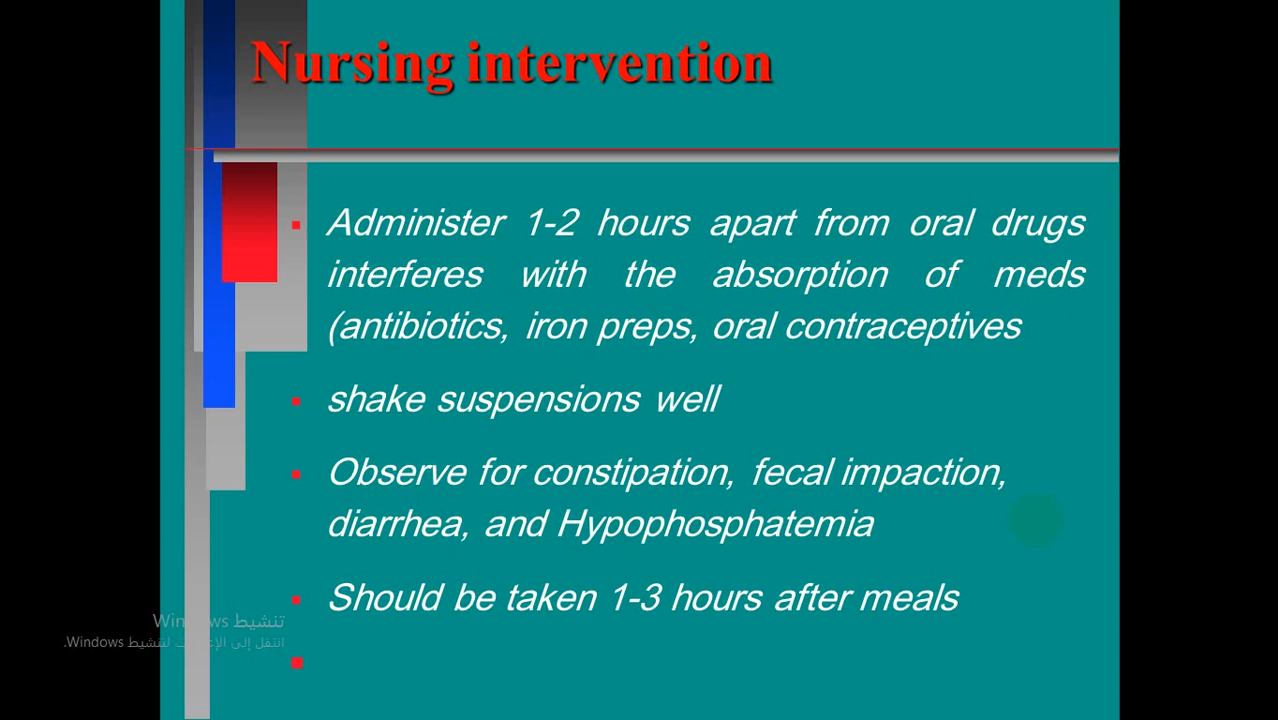 Nursing intervention
Administer 1-2 hours apart from oral drugs
interferes with the absorption of meds
(antibiotics, iron preps, oral contraceptives
shake suspensions well
Observe for constipation, fecal impaction,
diarrhea, and Hypophosphatemia
Should be taken 1-3 hours after meals
تنشيط Windows
انتقل إلى لتنشيط Windows.